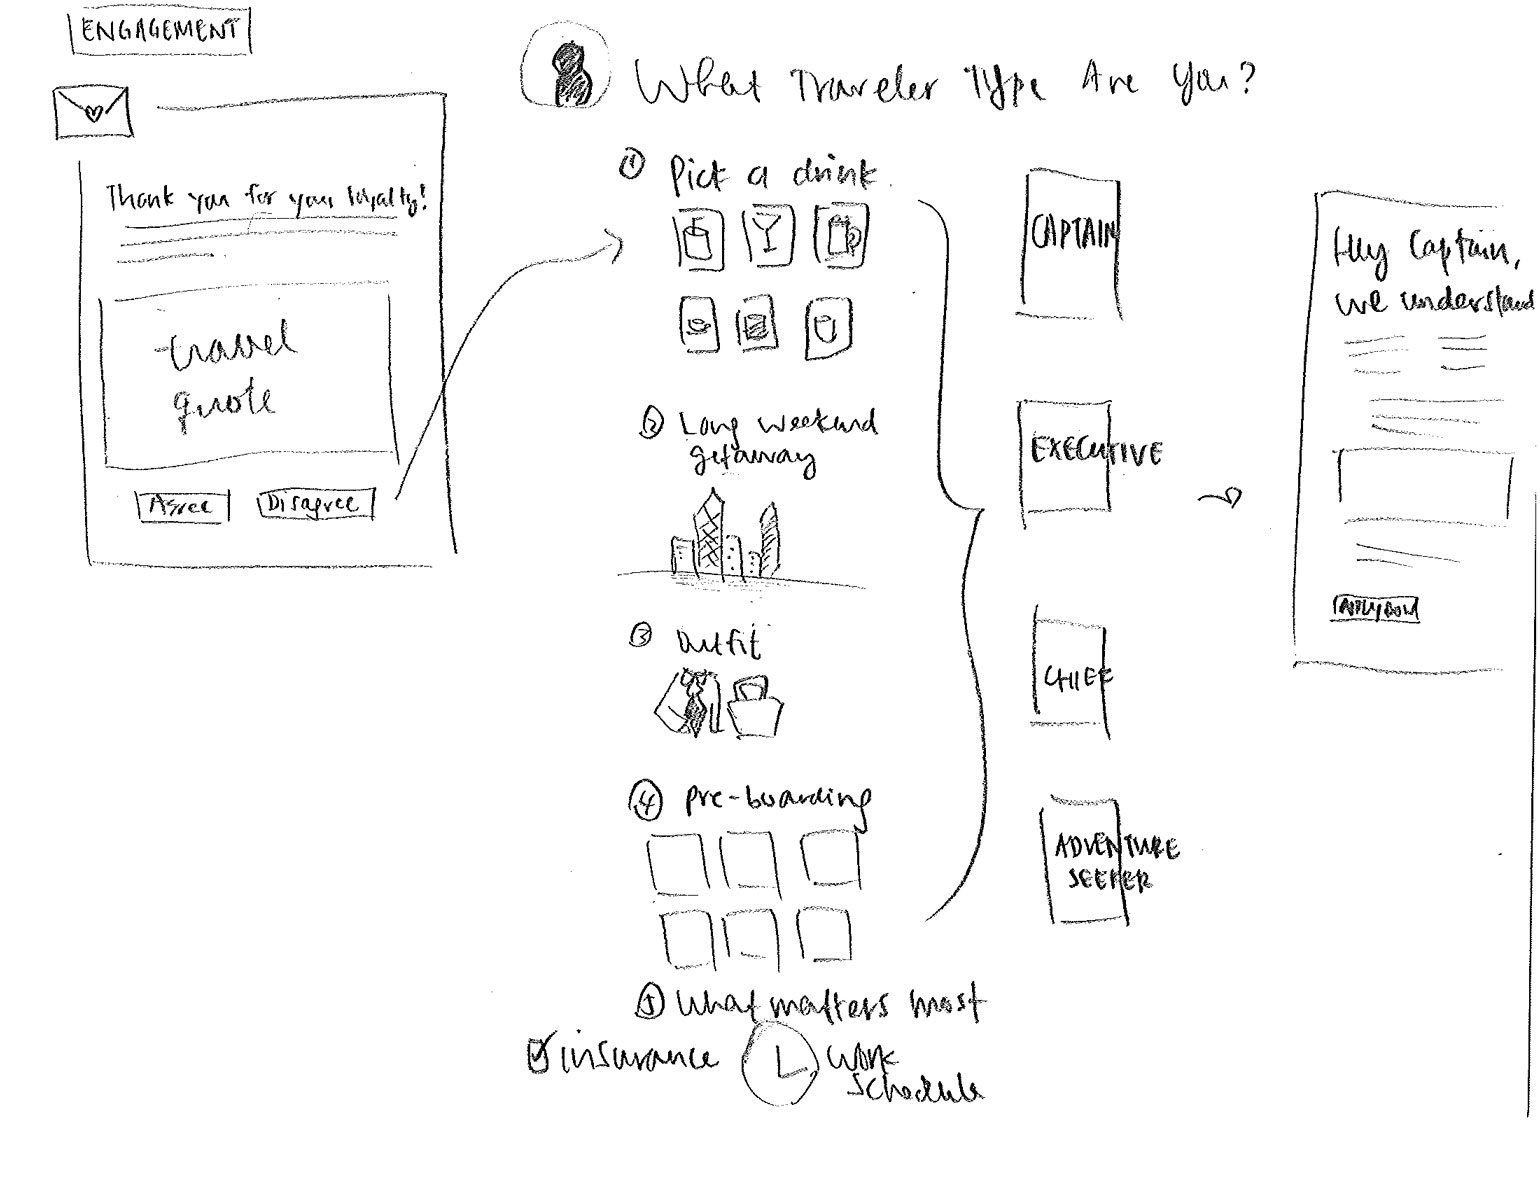 ENGAGEMENT
What Traveler Type Are You?
Thank you for your loyalty!
travel
quote
Agree
Disagree
① Pick a drink.
② Long weekend
getaway
③ Outfit
④ Pre-boarding
⑤ What matters most
insurance
work
schedule
CAPTAIN
EXECUTIVE
CHIEF
ADVENTURE
SEEKER
Hey Captain,
we understand
APPLY NOW